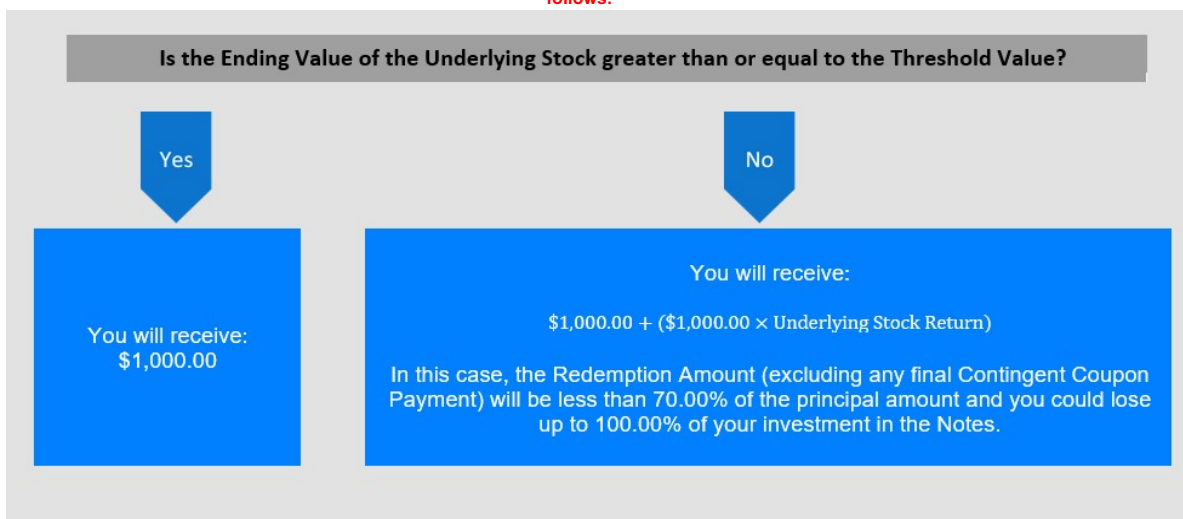 follows:
Is the Ending Value of the Underlying Stock greater than or equal to the Threshold Value?
Yes
No
You will receive:
$1,000.00
You will receive:
$1,000.00 + ($1,000.00 × Underlying Stock Return)
In this case, the Redemption Amount (excluding any final Contingent Coupon
Payment) will be less than 70.00% of the principal amount and you could lose
up to 100.00% of your investment in the Notes.